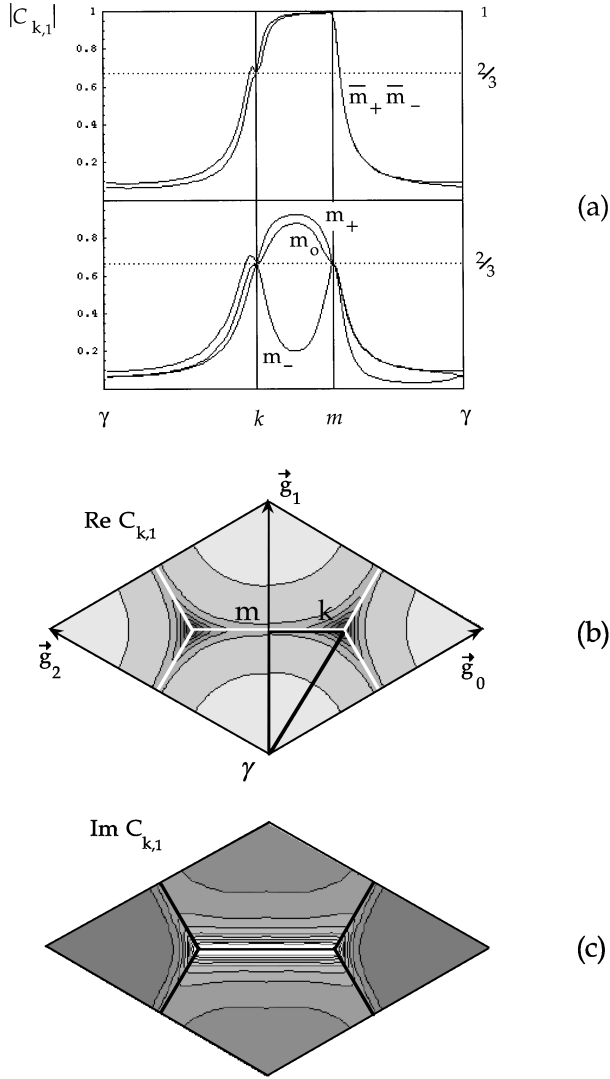 |C k,1|
1 1
0.8
2/3
0.6
m̅+ m̅-
0.4
0.2
(a)
m+
0.8
mo
2/3
0.6
0.4
m-
0.2
γ k m γ
g⃗1
Re C k,1
m k
(b)
g⃗2 g⃗0
γ
Im C k,1
(c)